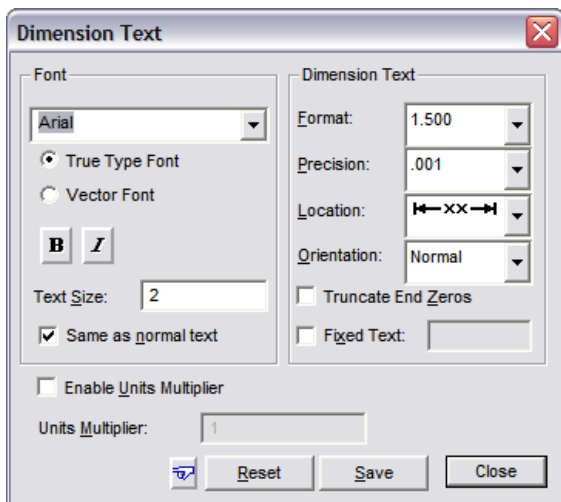 Dimension Text
Font
Arial
True Type Font
Vector Font
B I
Text Size: 2
Same as normal text
Dimension Text
Format: 1.500
Precision: .001
Location: xx
Orientation: Normal
Truncate End Zeros
Fixed Text:
Enable Units Multiplier
Units Multiplier: 1
Reset Save Close